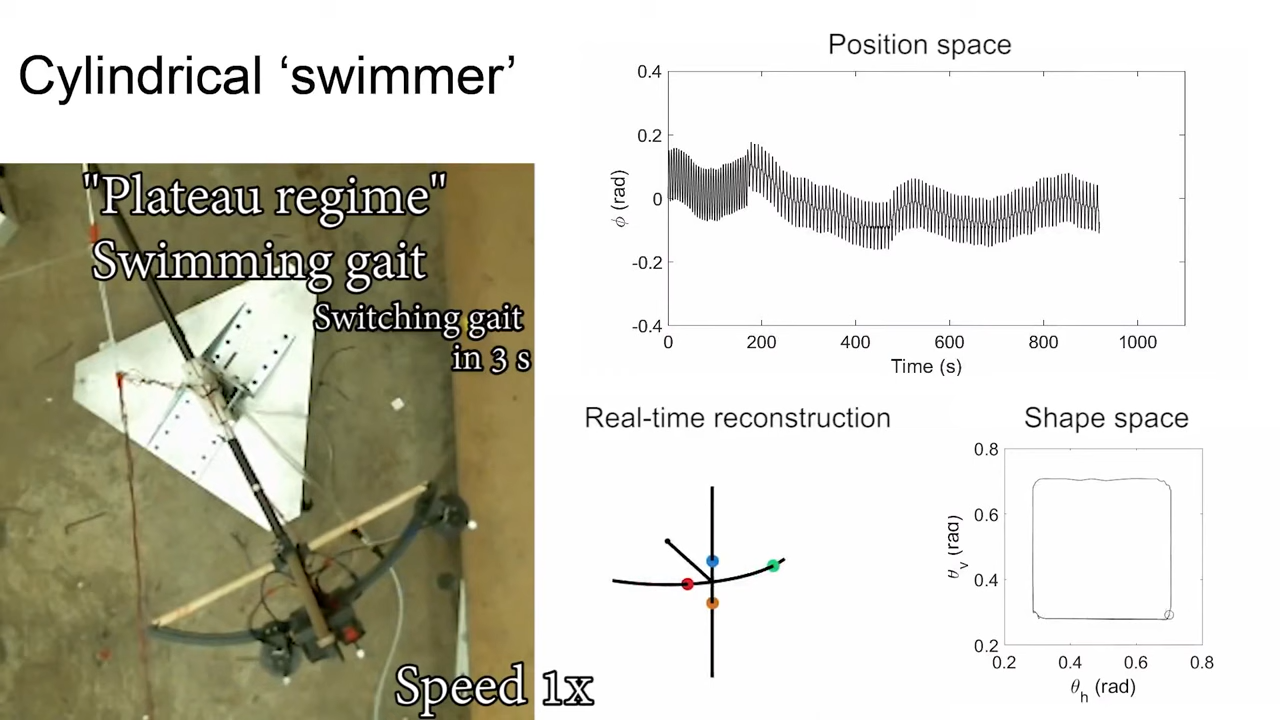 Cylindrical ‘swimmer’
"Plateau regime"
Swimming gait
Switching gait
in 3 s
Speed 1x
Position space
0.4
0.2
0
-0.2
-0.4
ϕ (rad)
0 200 400 600 800 1000
Time (s)
Real-time reconstruction
Shape space
0.8
0.6
0.4
0.2
θv (rad)
0.2 0.4 0.6 0.8
θh (rad)